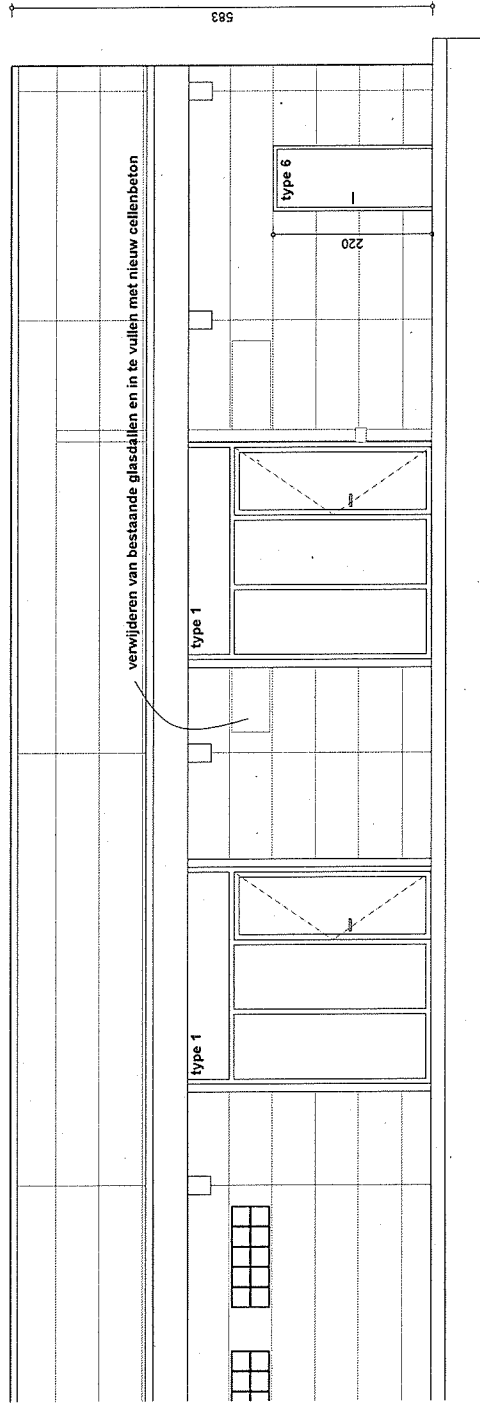 583
verwijderen van bestaande glasdallen en in te vullen met nieuw cellenbeton
type 6
220
type 1
type 1